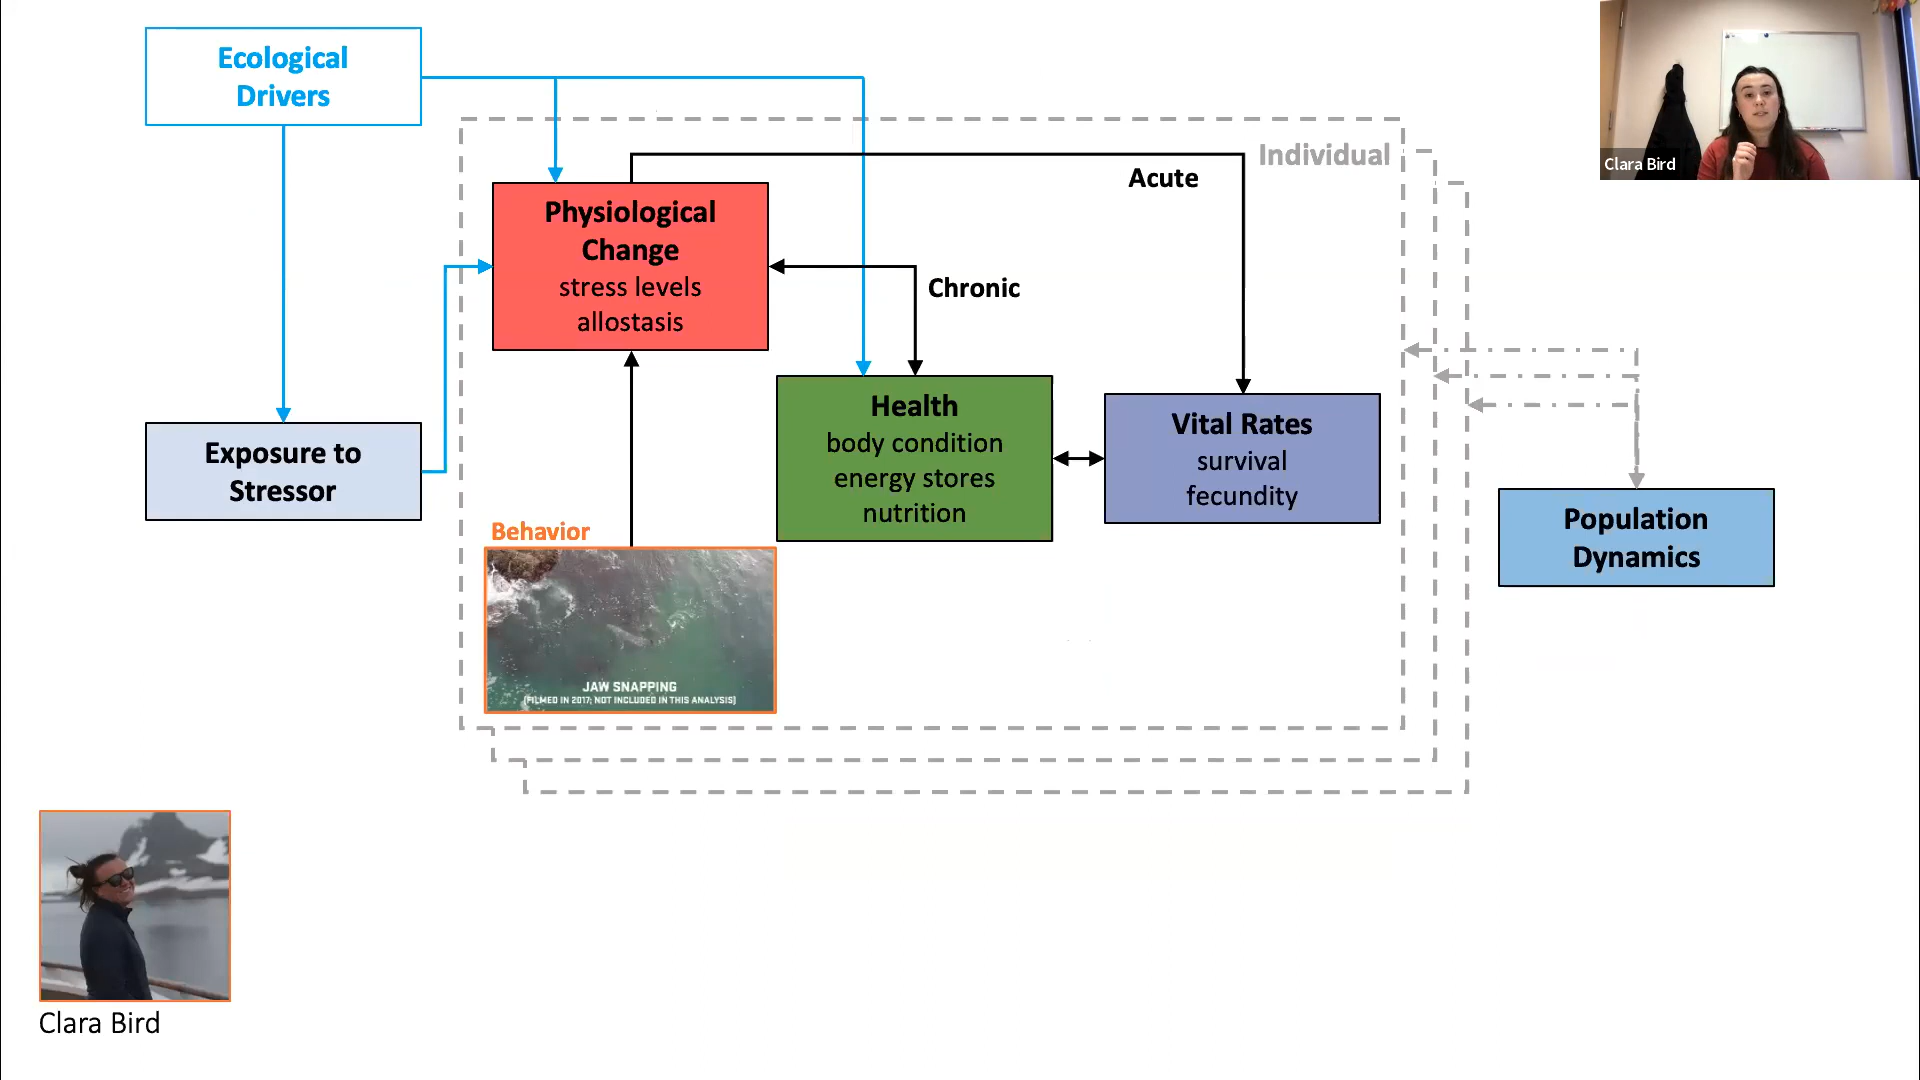 Ecological
Drivers
Individual
Acute
Clara Bird
Physiological
Change
stress levels
allostasis
Chronic
Health
body condition
energy stores
nutrition
Vital Rates
survival
fecundity
Exposure to
Stressor
Behavior
JAW SNAPPING
(FILMED IN 2017; NOT INCLUDED IN THIS ANALYSIS)
Population
Dynamics
Clara Bird